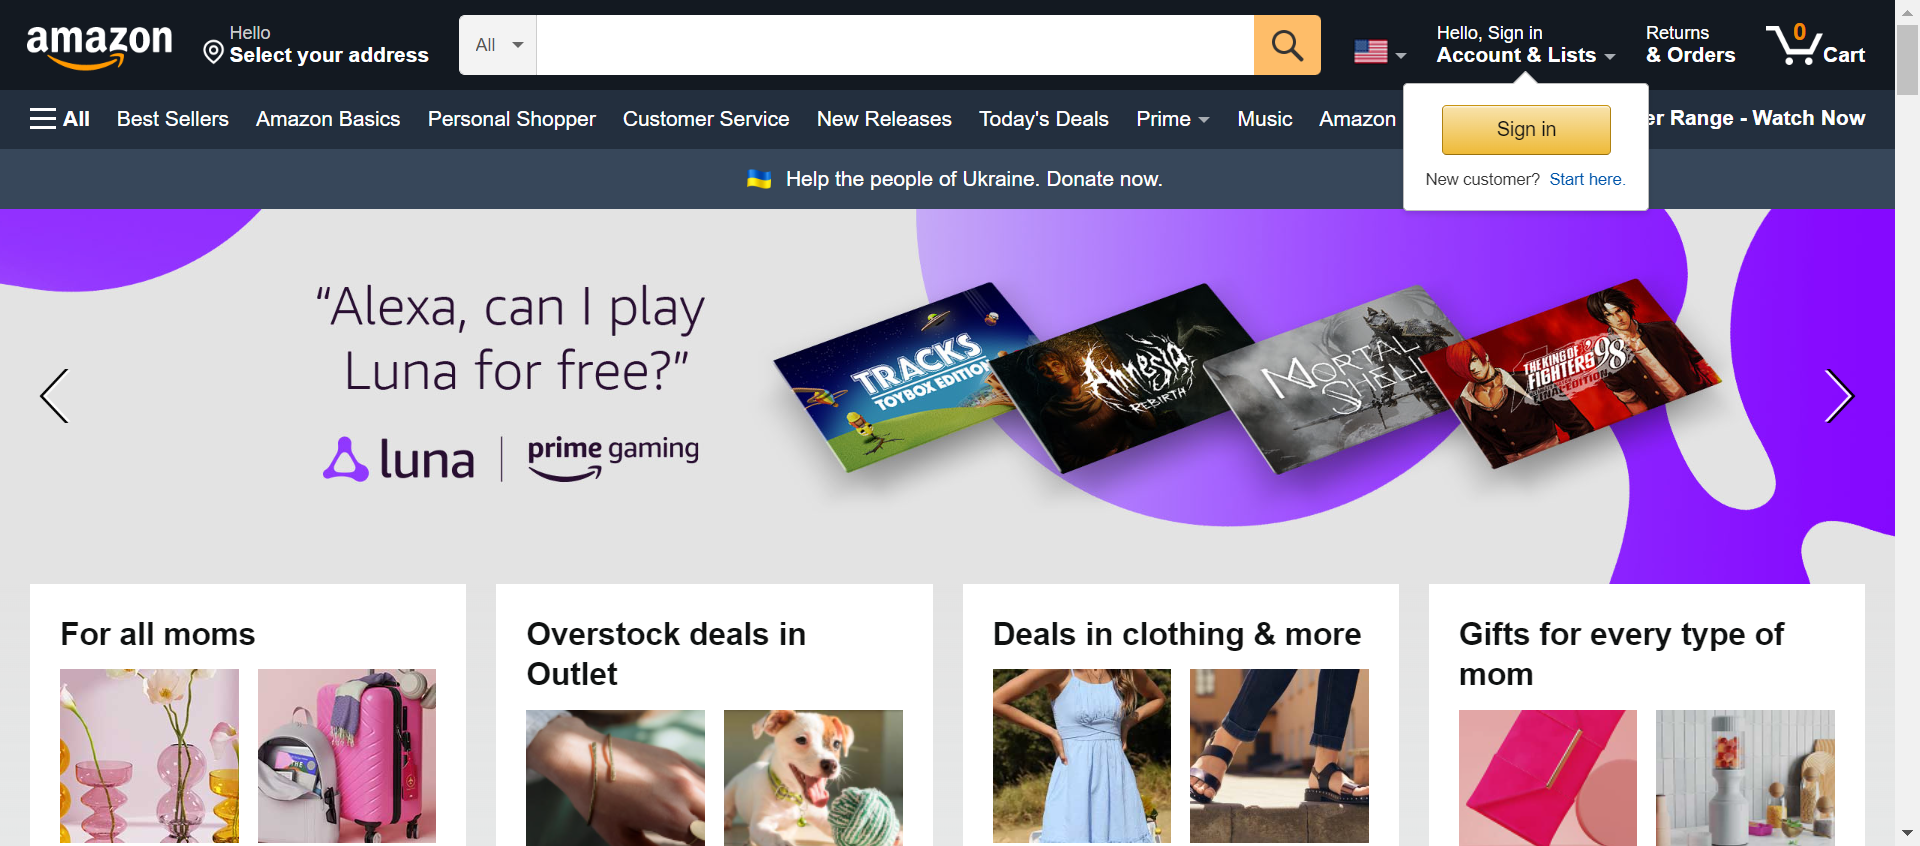 amazon
Hello
Select your address
All
Hello, Sign in
Account & Lists
Returns
& Orders
0
Cart
All
Best Sellers
Amazon Basics
Personal Shopper
Customer Service
New Releases
Today's Deals
Prime
Music
Amazon
er Range - Watch Now
Sign in
New customer? Start here.
Help the people of Ukraine. Donate now.
“Alexa, can I play
Luna for free?”
luna
prime gaming
TRACKS
TOYBOX EDITION
Amnesia
REBIRTH
MORTAL
SHELL
THE KING OF
FIGHTERS '98
For all moms
Overstock deals in
Outlet
Deals in clothing & more
Gifts for every type of
mom